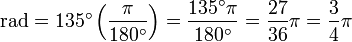 rad = 135° (π/180°) = 135°π/180° = 27/36 π = 3/4 π